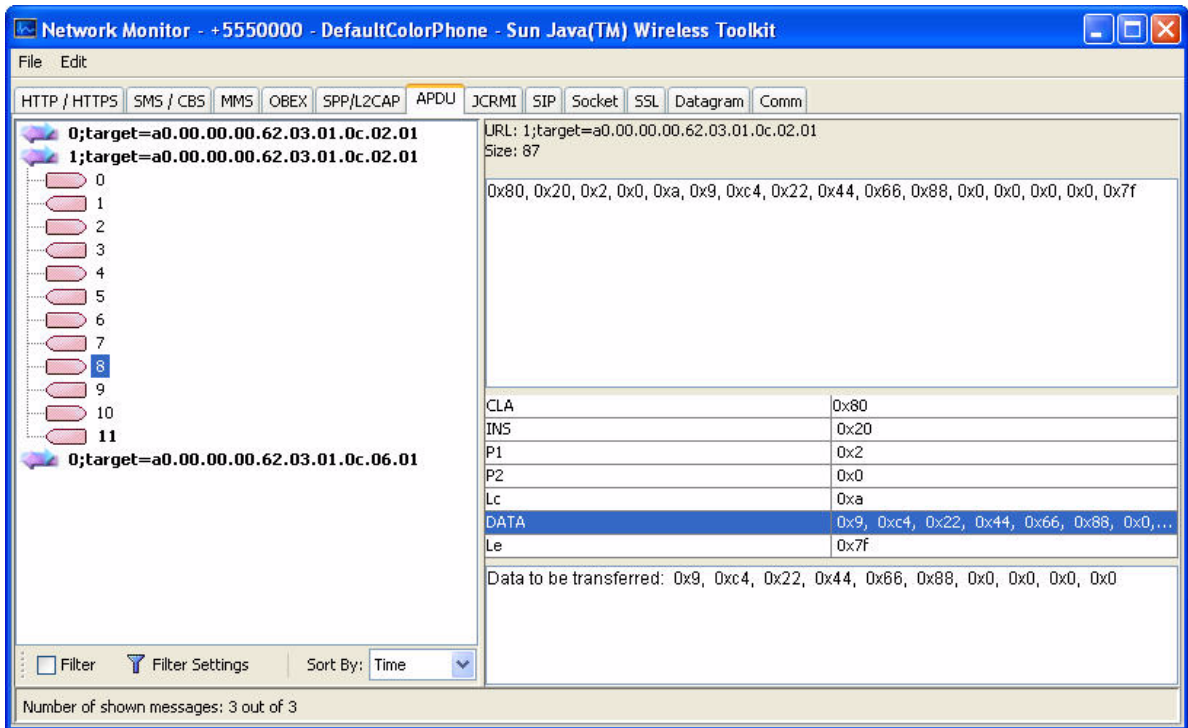 Network Monitor - +5550000 - DefaultColorPhone - Sun Java(TM) Wireless Toolkit
File Edit
HTTP / HTTPS SMS / CBS MMS OBEX SPP/L2CAP APDU JCRMI SIP Socket SSL Datagram Comm
0;target=a0.00.00.00.62.03.01.0c.02.01
1;target=a0.00.00.00.62.03.01.0c.02.01
0
1
2
3
4
5
6
7
8
9
10
11
0;target=a0.00.00.00.62.03.01.0c.06.01
Filter Filter Settings Sort By: Time
URL: 1;target=a0.00.00.00.62.03.01.0c.02.01
Size: 87
0x80, 0x20, 0x2, 0x0, 0xa, 0x9, 0xc4, 0x22, 0x44, 0x66, 0x88, 0x0, 0x0, 0x0, 0x0, 0x7f
CLA 0x80
INS 0x20
P1 0x2
P2 0x0
Lc 0xa
DATA 0x9, 0xc4, 0x22, 0x44, 0x66, 0x88, 0x0,...
Le 0x7f
Data to be transferred: 0x9, 0xc4, 0x22, 0x44, 0x66, 0x88, 0x0, 0x0, 0x0, 0x0
Number of shown messages: 3 out of 3